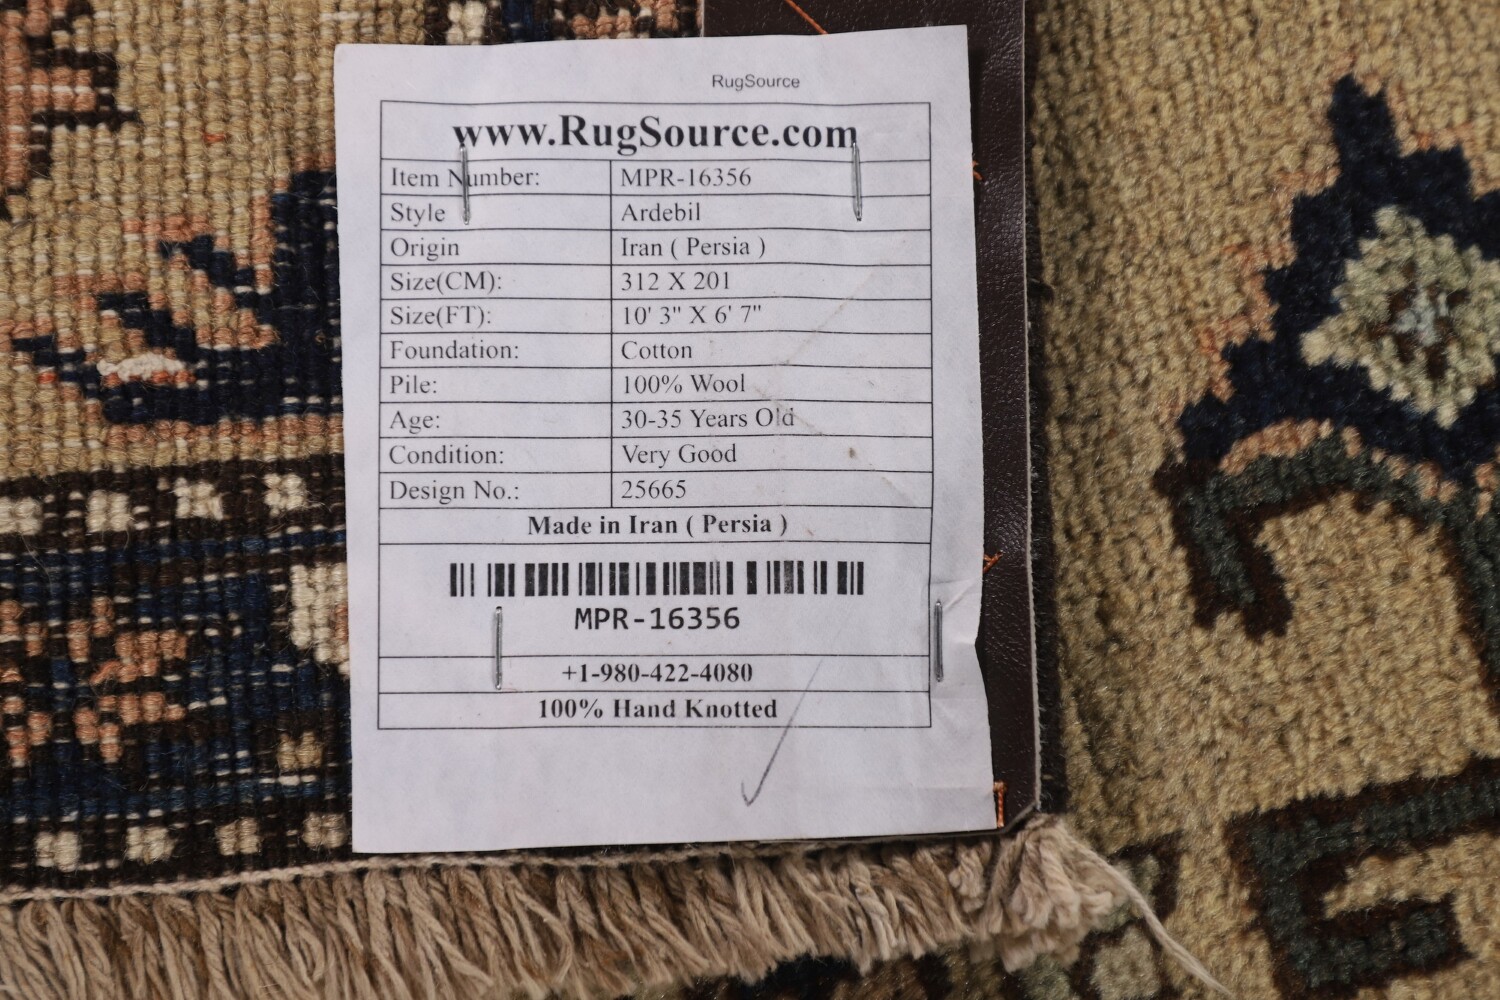 RugSource
www.RugSource.com
Item Number: MPR-16356
Style Ardebil
Origin Iran ( Persia )
Size(CM): 312 X 201
Size(FT): 10' 3" X 6' 7"
Foundation: Cotton
Pile: 100% Wool
Age: 30-35 Years Old
Condition: Very Good
Design No.: 25665
Made in Iran ( Persia )
MPR-16356
+1-980-422-4080
100% Hand Knotted